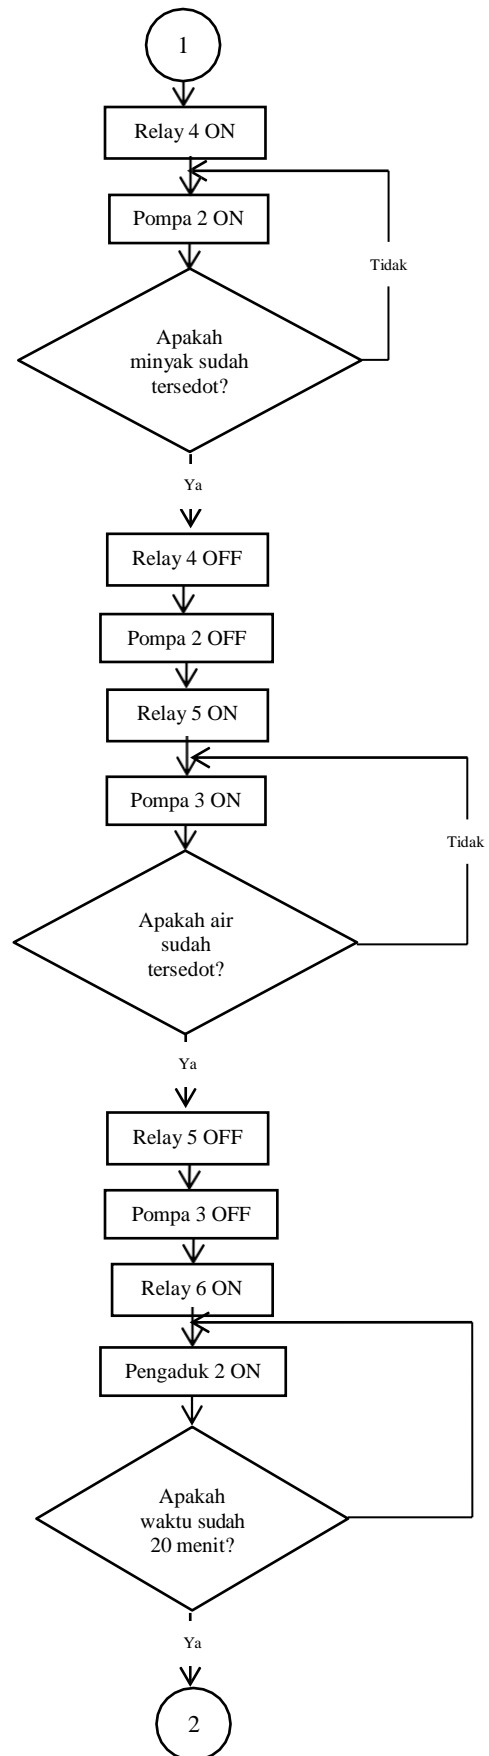 1
Relay 4 ON
Pompa 2 ON
Tidak
Apakah
minyak sudah
tersedot?
Ya
Relay 4 OFF
Pompa 2 OFF
Relay 5 ON
Pompa 3 ON
Tidak
Apakah air
sudah
tersedot?
Ya
Relay 5 OFF
Pompa 3 OFF
Relay 6 ON
Pengaduk 2 ON
Apakah
waktu sudah
20 menit?
Ya
2